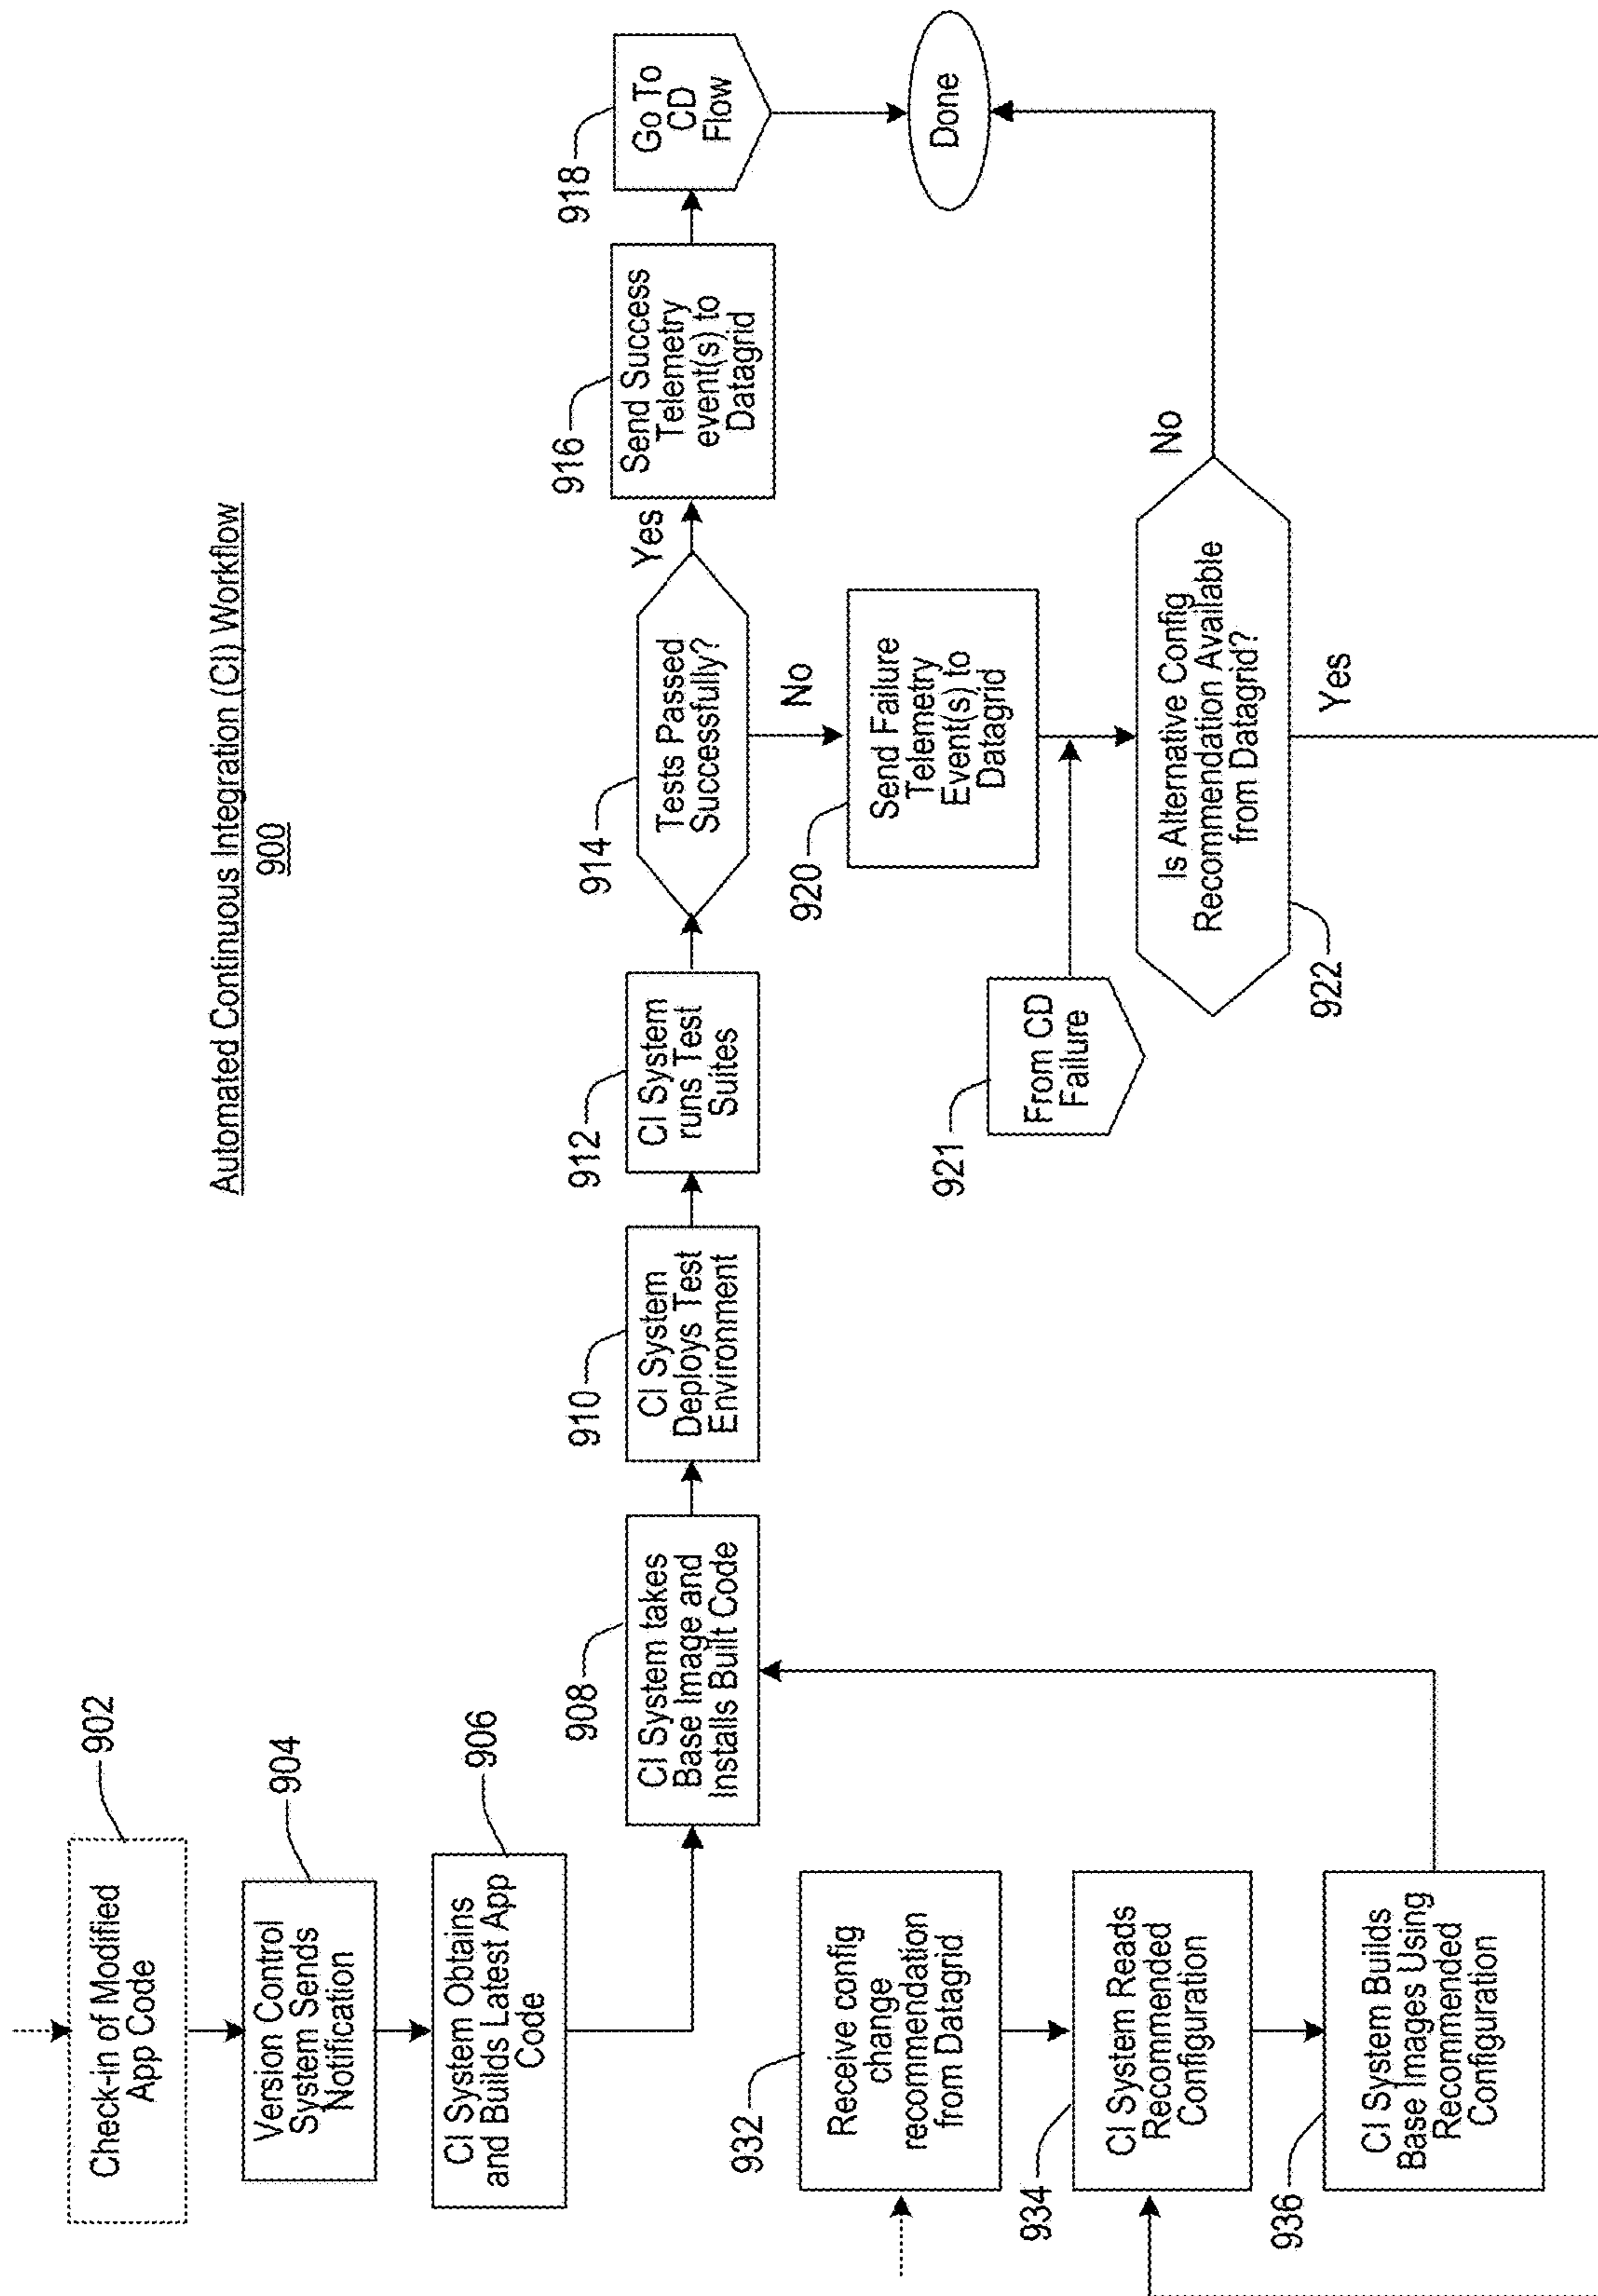 Automated Continuous Integration (CI) Workflow
900
902
Check-in of Modified
App Code
904
Version Control
System Sends
Notification
906
CI System Obtains
and Builds Latest App
Code
908
CI System takes
Base Image and
Installs Built Code
910
CI System
Deploys Test
Environment
912
CI System
runs Test
Suites
914
Tests Passed
Successfully?
Yes
916
Send Success
Telemetry
event(s) to
Datagrid
918
Go To
CD
Flow
Done
No
920
Send Failure
Telemetry
Event(s) to
Datagrid
921
From CD
Failure
922
Is Alternative Config
Recommendation Available
from Datagrid?
No
Yes
932
Receive config
change
recommendation
from Datagrid
934
CI System Reads
Recommended
Configuration
936
CI System Builds
Base Images Using
Recommended
Configuration